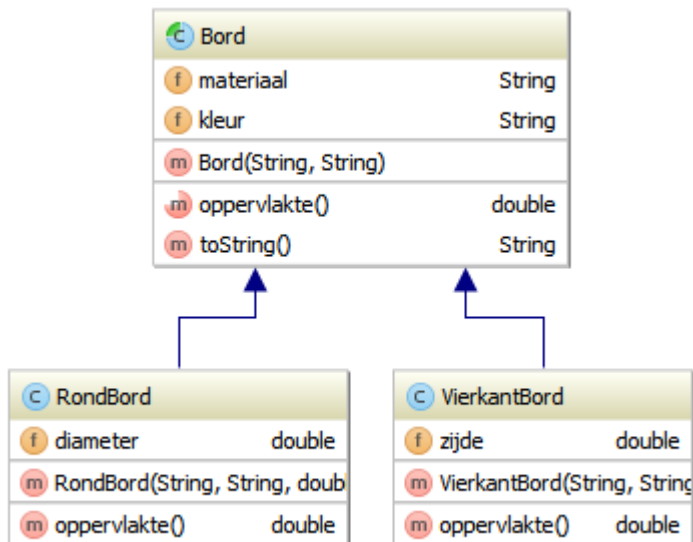 Bord
materiaal String
kleur String
Bord(String, String)
oppervlakte() double
toString() String
RondBord
diameter double
RondBord(String, String, doubl
oppervlakte() double
VierkantBord
zijde double
VierkantBord(String, String
oppervlakte() double